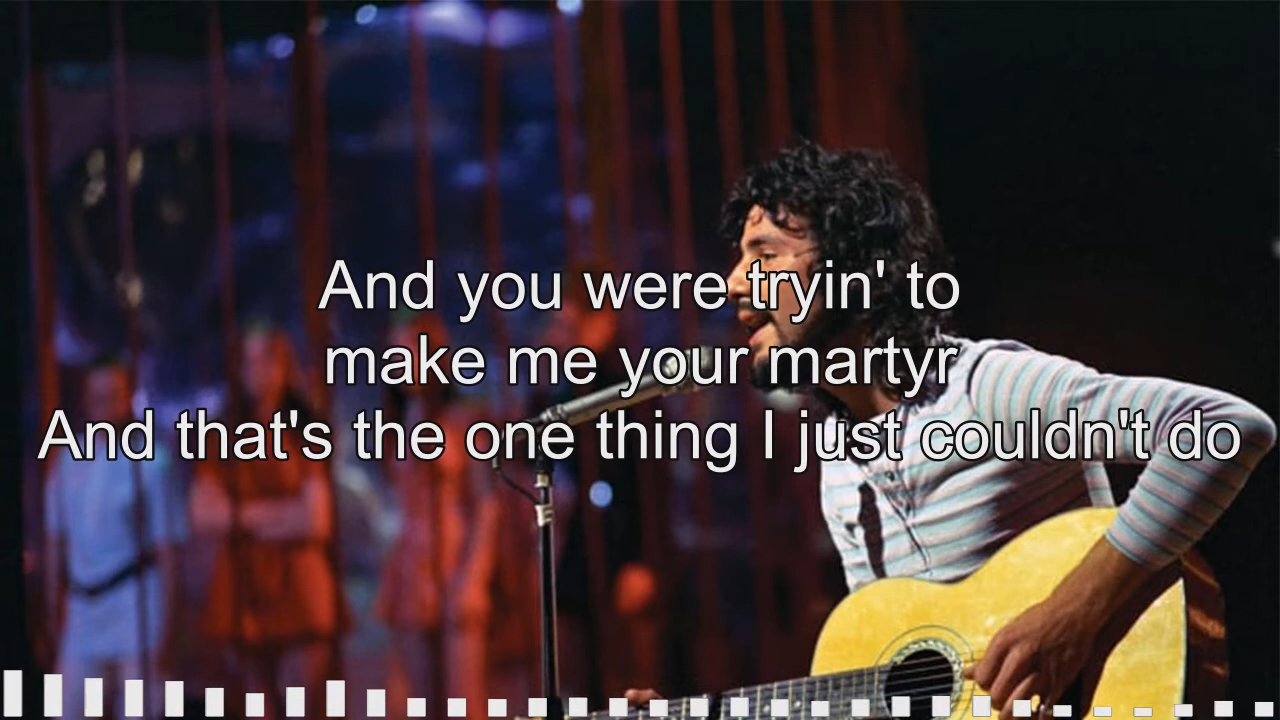 And you were tryin' to
make me your martyr
And that's the one thing I just couldn't do